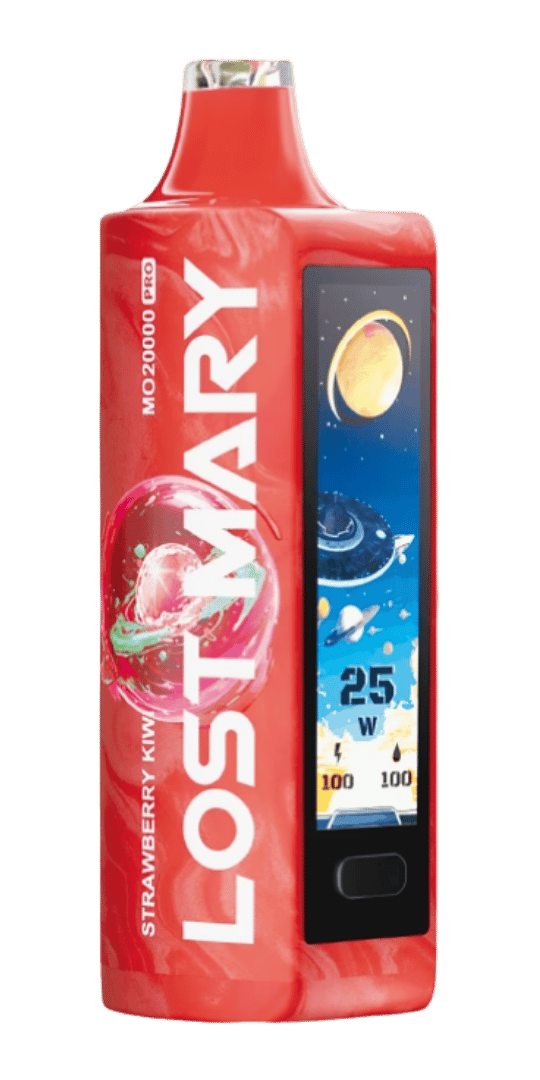 MO20000 PRO
STRAWBERRY KIWI
LOST MARY
25
W
100 100